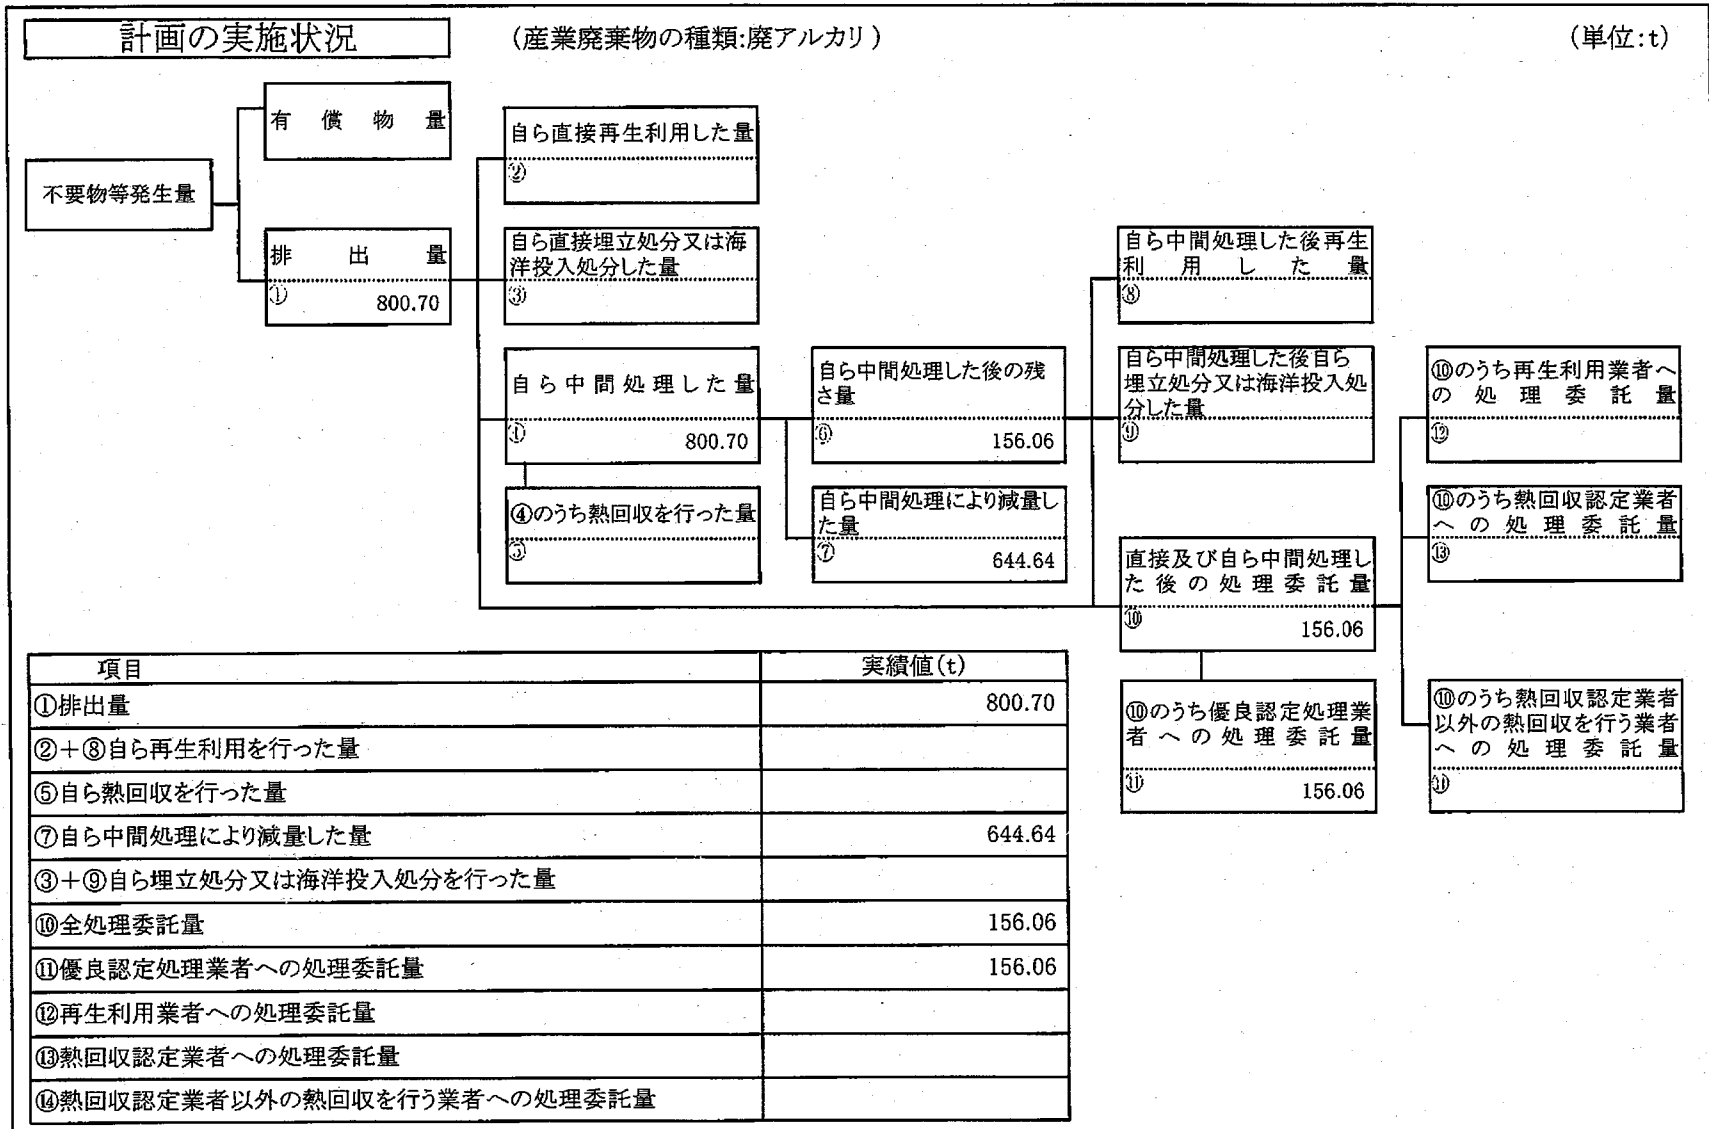 計画の実施状況
（産業廃棄物の種類:廃アルカリ）
（単位:t）
有償物量
不要物等発生量
排出量
① 800.70
自ら直接再生利用した量
②
自ら直接埋立処分又は海
洋投入処分した量
③
自ら中間処理した量
④ 800.70
④のうち熱回収を行った量
⑤
自ら中間処理した後の残
さ量
⑥ 156.06
自ら中間処理により減量し
た量
⑦ 644.64
自ら中間処理した後再生
利用した量
⑧
自ら中間処理した後自ら
埋立処分又は海洋投入処
分した量
⑨
直接及び自ら中間処理し
た後の処理委託量
⑩ 156.06
⑩のうち優良認定処理業
者への処理委託量
⑪ 156.06
⑩のうち再生利用業者へ
の処理委託量
⑫
⑩のうち熱回収認定業者
への処理委託量
⑬
⑩のうち熱回収認定業者
以外の熱回収を行う業者
への処理委託量
項目 実績値(t)
①排出量 800.70
②＋⑧自ら再生利用を行った量
⑤自ら熱回収を行った量
⑦自ら中間処理により減量した量 644.64
③＋⑨自ら埋立処分又は海洋投入処分を行った量
⑩全処理委託量 156.06
⑪優良認定処理業者への処理委託量 156.06
⑫再生利用業者への処理委託量
⑬熱回収認定業者への処理委託量
⑭熱回収認定業者以外の熱回収を行う業者への処理委託量